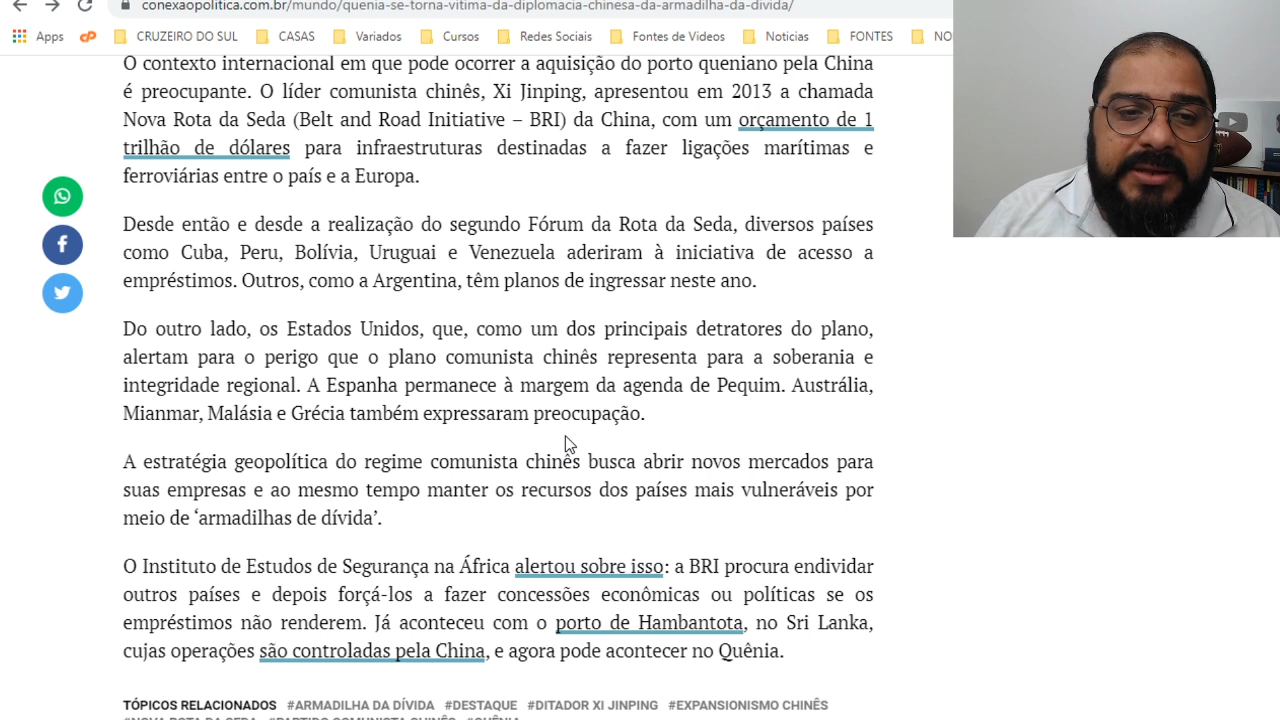 conexaopolitica.com.br/mundo/quenia-se-torna-vitima-da-diplomacia-chinesa-da-armadilha-da-divida/
Apps CRUZEIRO DO SUL CASAS Variados Cursos Redes Sociais Fontes de Videos Noticias FONTES NO
O contexto internacional em que pode ocorrer a aquisição do porto queniano pela China
é preocupante. O líder comunista chinês, Xi Jinping, apresentou em 2013 a chamada
Nova Rota da Seda (Belt and Road Initiative – BRI) da China, com um orçamento de 1
trilhão de dólares para infraestruturas destinadas a fazer ligações marítimas e
ferroviárias entre o país e a Europa.
Desde então e desde a realização do segundo Fórum da Rota da Seda, diversos países
como Cuba, Peru, Bolívia, Uruguai e Venezuela aderiram à iniciativa de acesso a
empréstimos. Outros, como a Argentina, têm planos de ingressar neste ano.
Do outro lado, os Estados Unidos, que, como um dos principais detratores do plano,
alertam para o perigo que o plano comunista chinês representa para a soberania e
integridade regional. A Espanha permanece à margem da agenda de Pequim. Austrália,
Mianmar, Malásia e Grécia também expressaram preocupação.
A estratégia geopolítica do regime comunista chinês busca abrir novos mercados para
suas empresas e ao mesmo tempo manter os recursos dos países mais vulneráveis por
meio de ‘armadilhas de dívida’.
O Instituto de Estudos de Segurança na África alertou sobre isso: a BRI procura endividar
outros países e depois forçá-los a fazer concessões econômicas ou políticas se os
empréstimos não renderem. Já aconteceu com o porto de Hambantota, no Sri Lanka,
cujas operações são controladas pela China, e agora pode acontecer no Quênia.
TÓPICOS RELACIONADOS #ARMADILHA DA DÍVIDA #DESTAQUE #DITADOR XI JINPING #EXPANSIONISMO CHINÊS
#NOVA ROTA DA SEDA #PARTIDO COMUNISTA CHINÊS #QUÊNIA